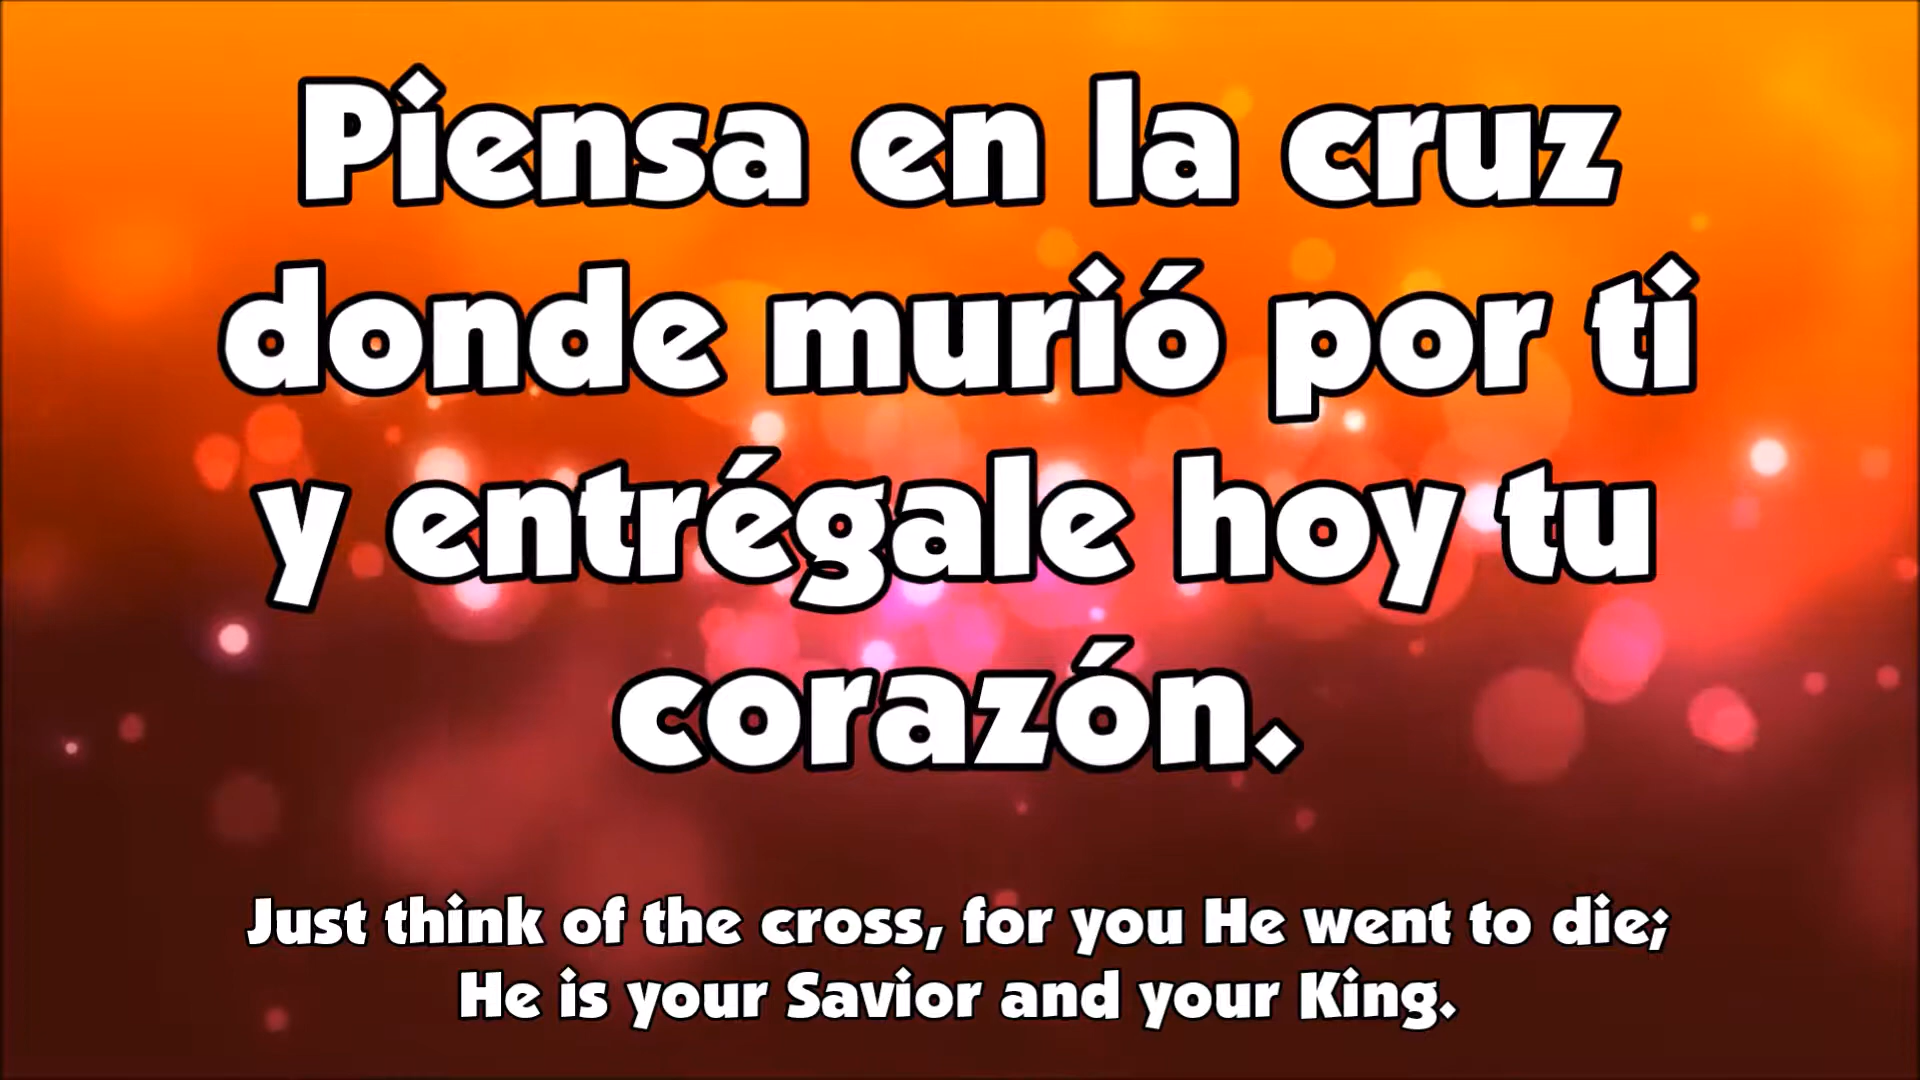 Piensa en la cruz
donde murió por ti
y entrégale hoy tu
corazón.
Just think of the cross, for you He went to die;
He is your Savior and your King.